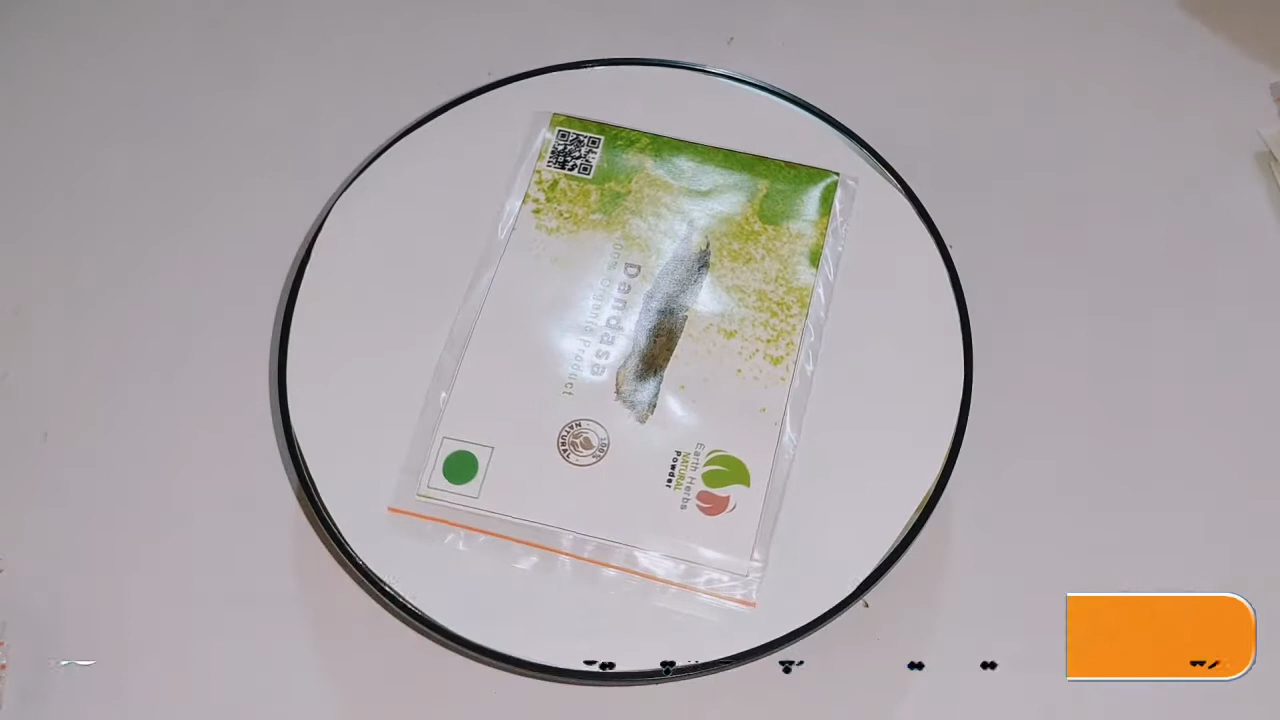 Dandasa
100% Organic Product
100%
NATURAL
Earth Herbs
NATURAL
Powder